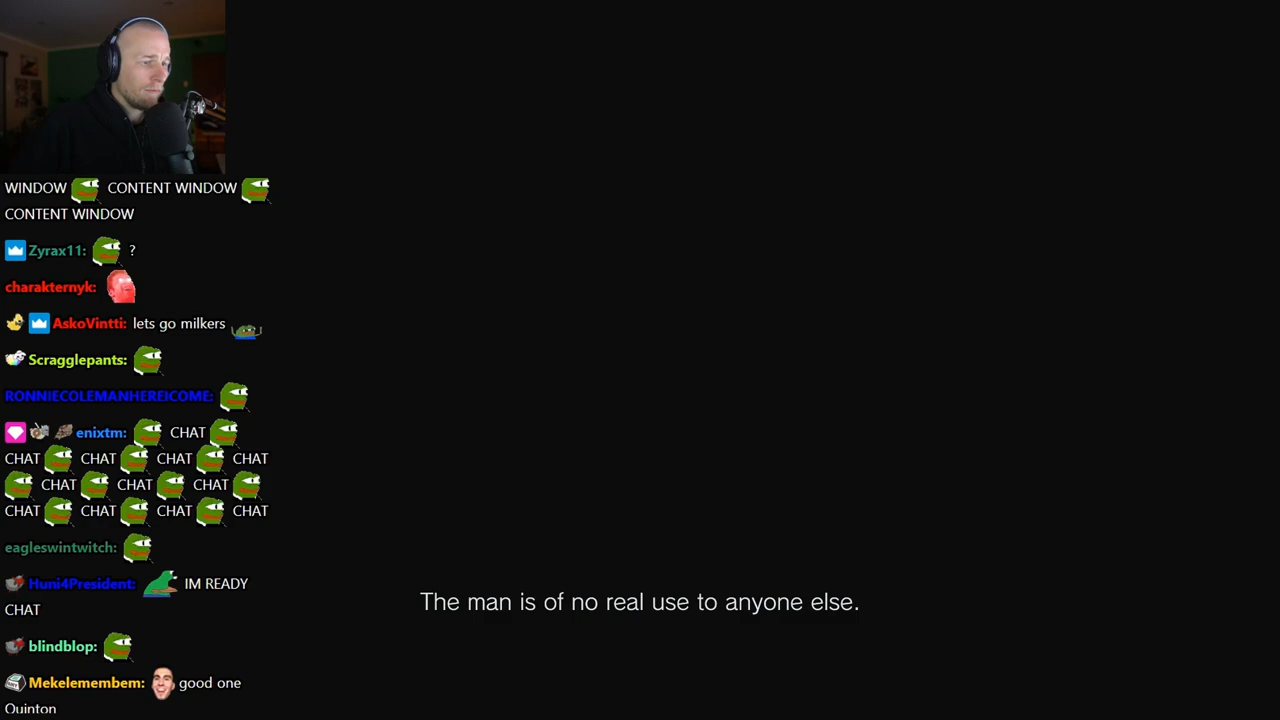 WINDOW CONTENT WINDOW
CONTENT WINDOW
Zyrax11: ?
charakternyk:
AskoVintti: lets go milkers
Scragglepants:
RONNIECOLEMANHEREICOME:
enixtm: CHAT
CHAT CHAT CHAT CHAT
CHAT CHAT CHAT
CHAT CHAT CHAT CHAT
eagleswintwitch:
Huni4President: IM READY
CHAT
blindblop:
Mekelemembem: good one
Quinton
The man is of no real use to anyone else.